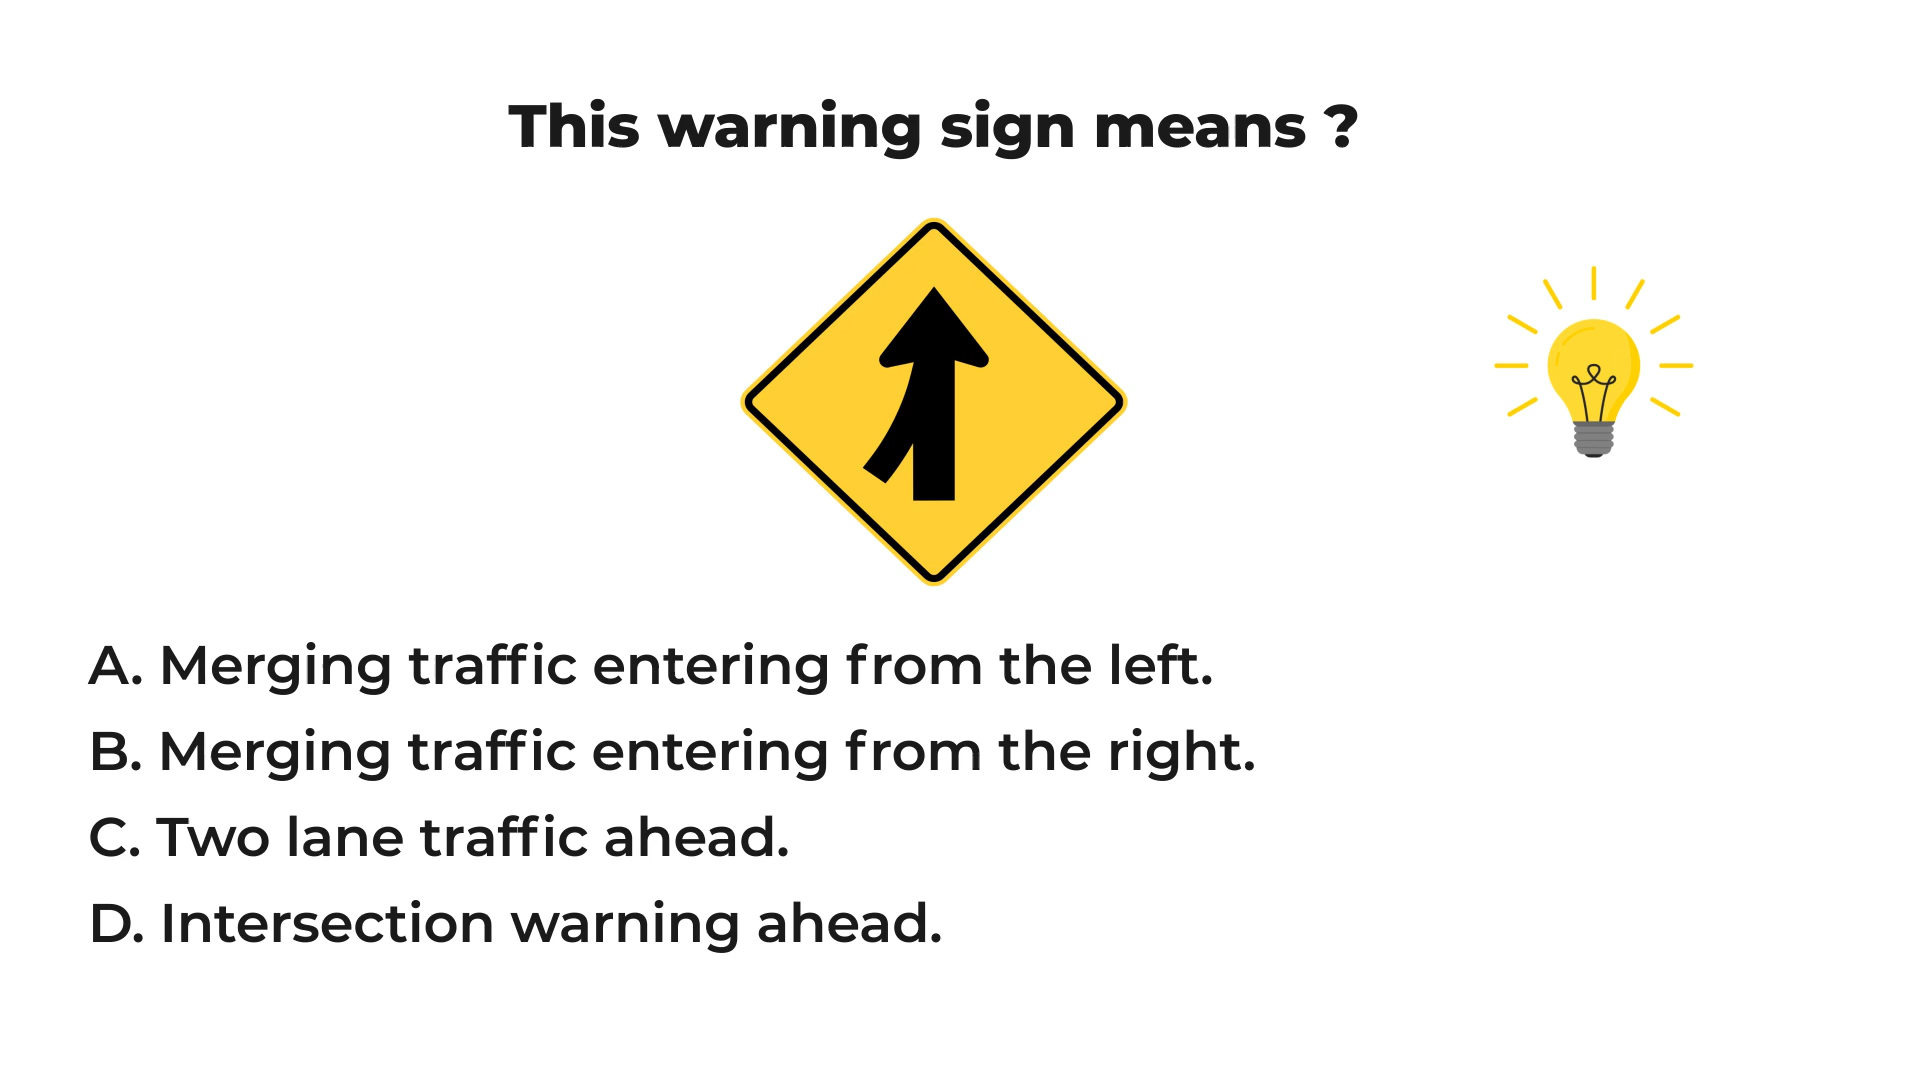 This warning sign means ?
A. Merging traffic entering from the left.
B. Merging traffic entering from the right.
C. Two lane traffic ahead.
D. Intersection warning ahead.